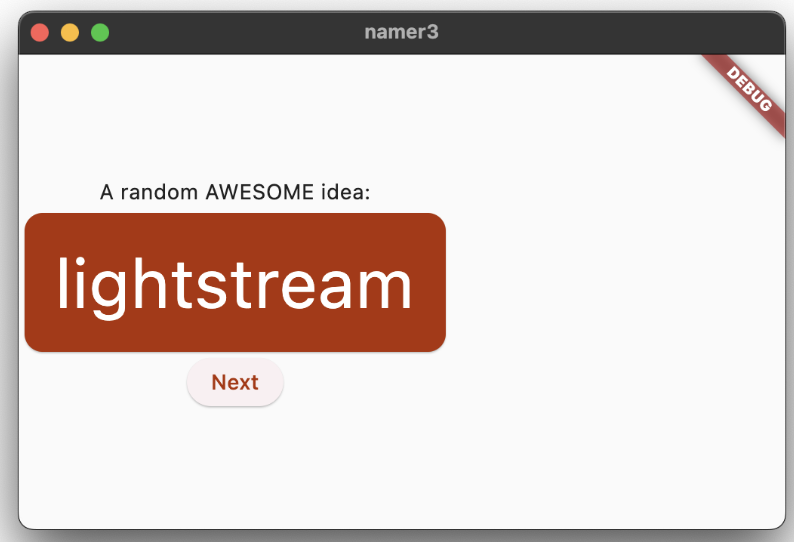 namer3
DEBUG
A random AWESOME idea:
lightstream
Next